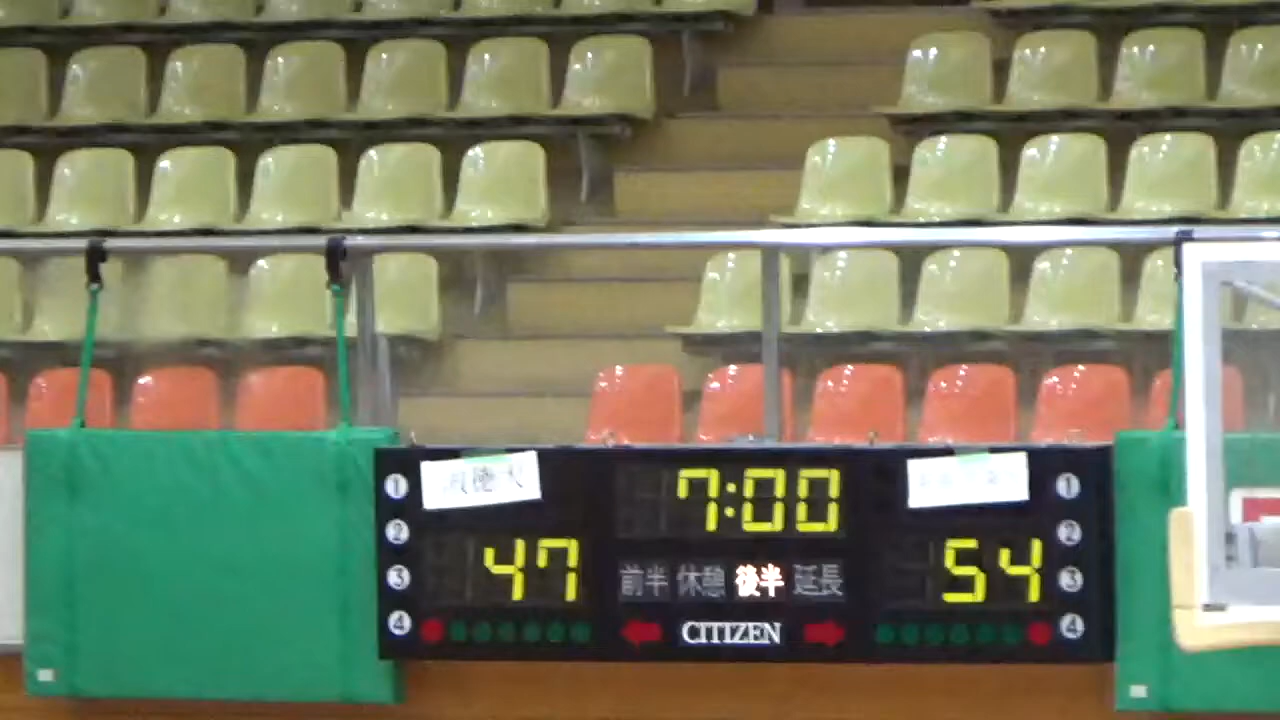 7:00
47
54
前半 休憩 後半 延長
CITIZEN
① ② ③ ④
① ② ③ ④